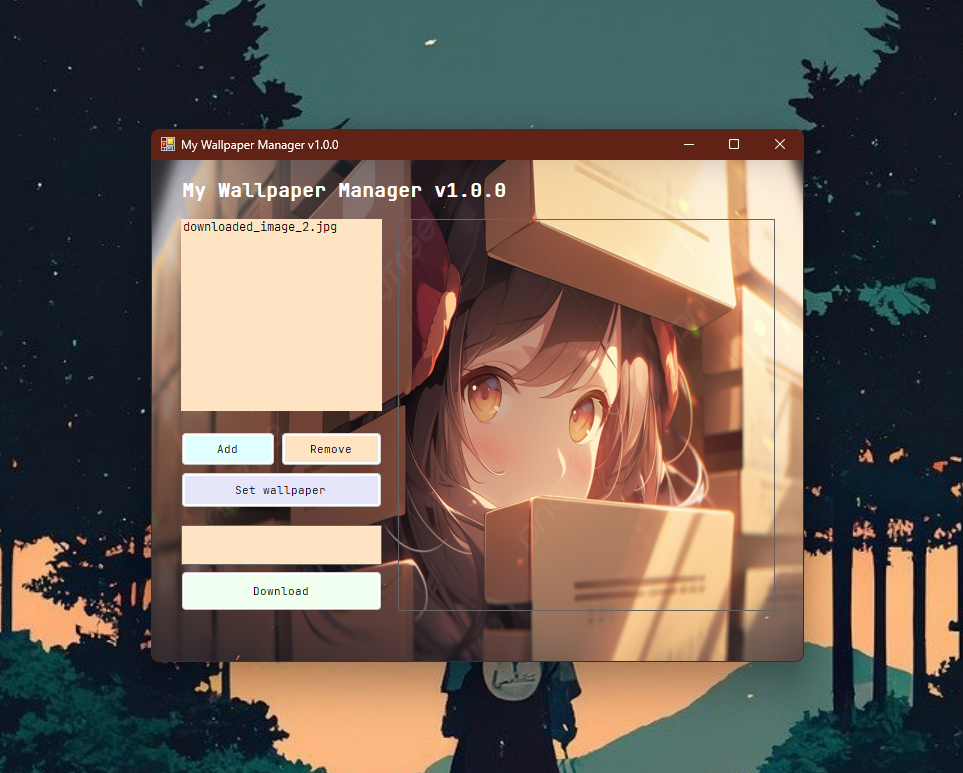 My Wallpaper Manager v1.0.0
My Wallpaper Manager v1.0.0
downloaded_image_2.jpg
Add
Remove
Set wallpaper
Download